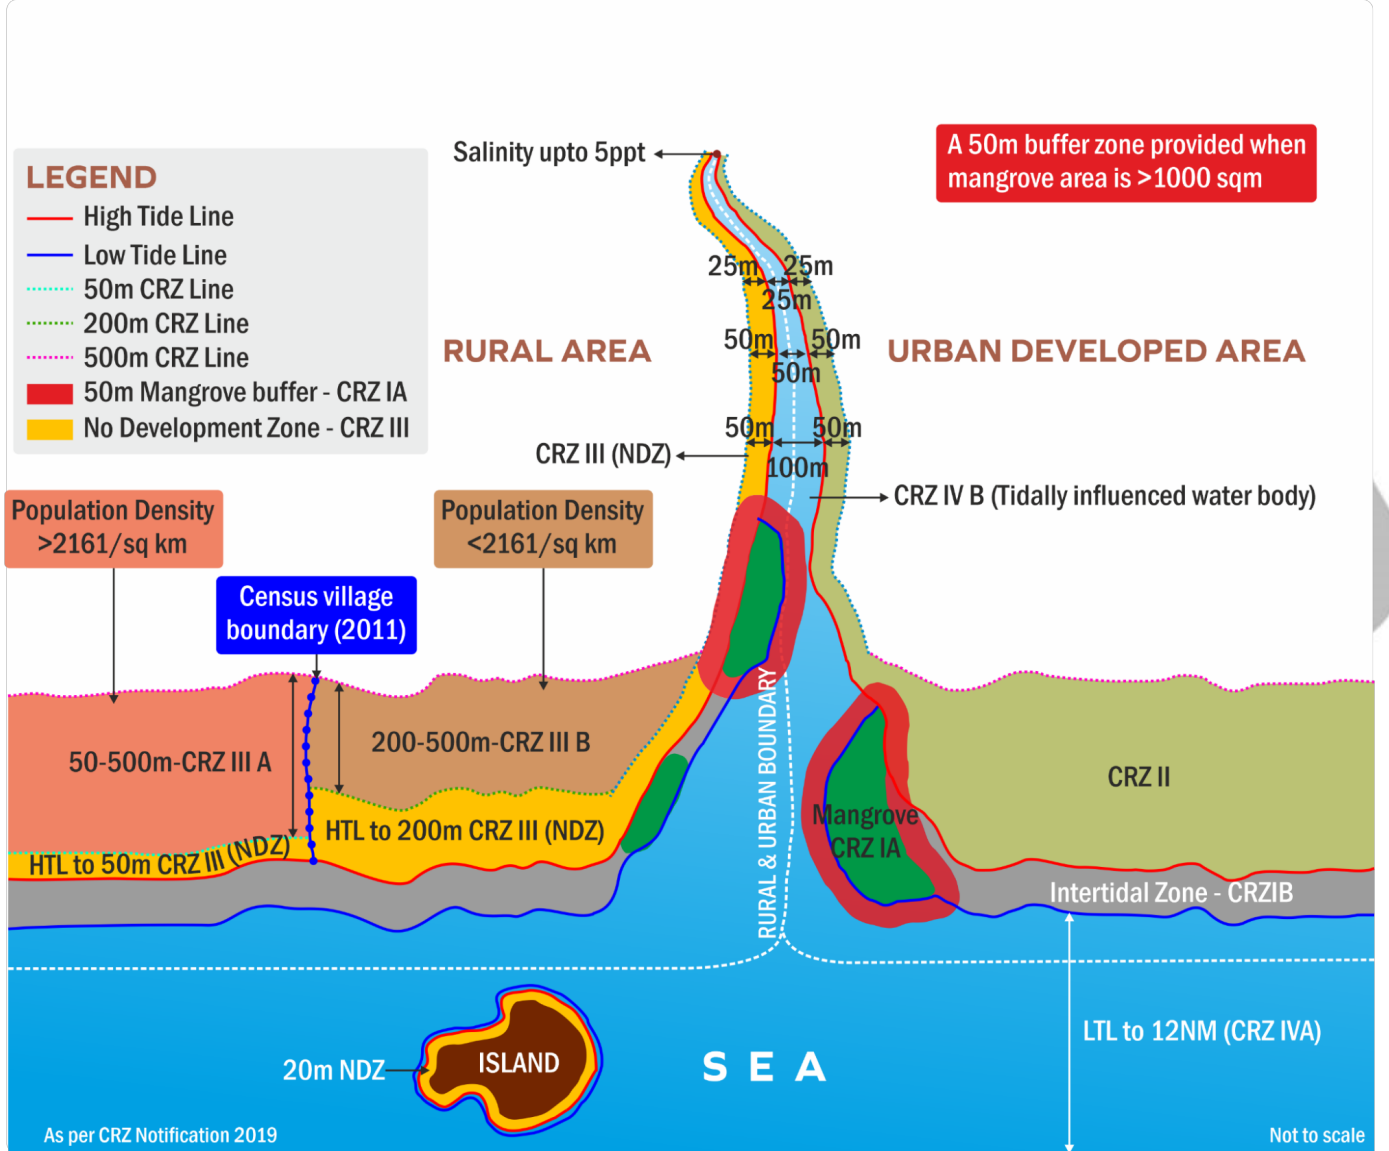 Salinity upto 5ppt
A 50m buffer zone provided when
mangrove area is >1000 sqm
LEGEND
High Tide Line
Low Tide Line
50m CRZ Line
200m CRZ Line
500m CRZ Line
50m Mangrove buffer - CRZ IA
No Development Zone - CRZ III
25m 25m
25m
RURAL AREA
URBAN DEVELOPED AREA
50m 50m
50m
50m 50m
100m
CRZ III (NDZ)
CRZ IV B (Tidally influenced water body)
Population Density
>2161/sq km
Population Density
<2161/sq km
Census village
boundary (2011)
50-500m-CRZ III A
200-500m-CRZ III B
HTL to 50m CRZ III (NDZ)
HTL to 200m CRZ III (NDZ)
RURAL & URBAN BOUNDARY
Mangrove
CRZ IA
CRZ II
Intertidal Zone - CRZIB
LTL to 12NM (CRZ IVA)
20m NDZ
ISLAND
SEA
As per CRZ Notification 2019
Not to scale